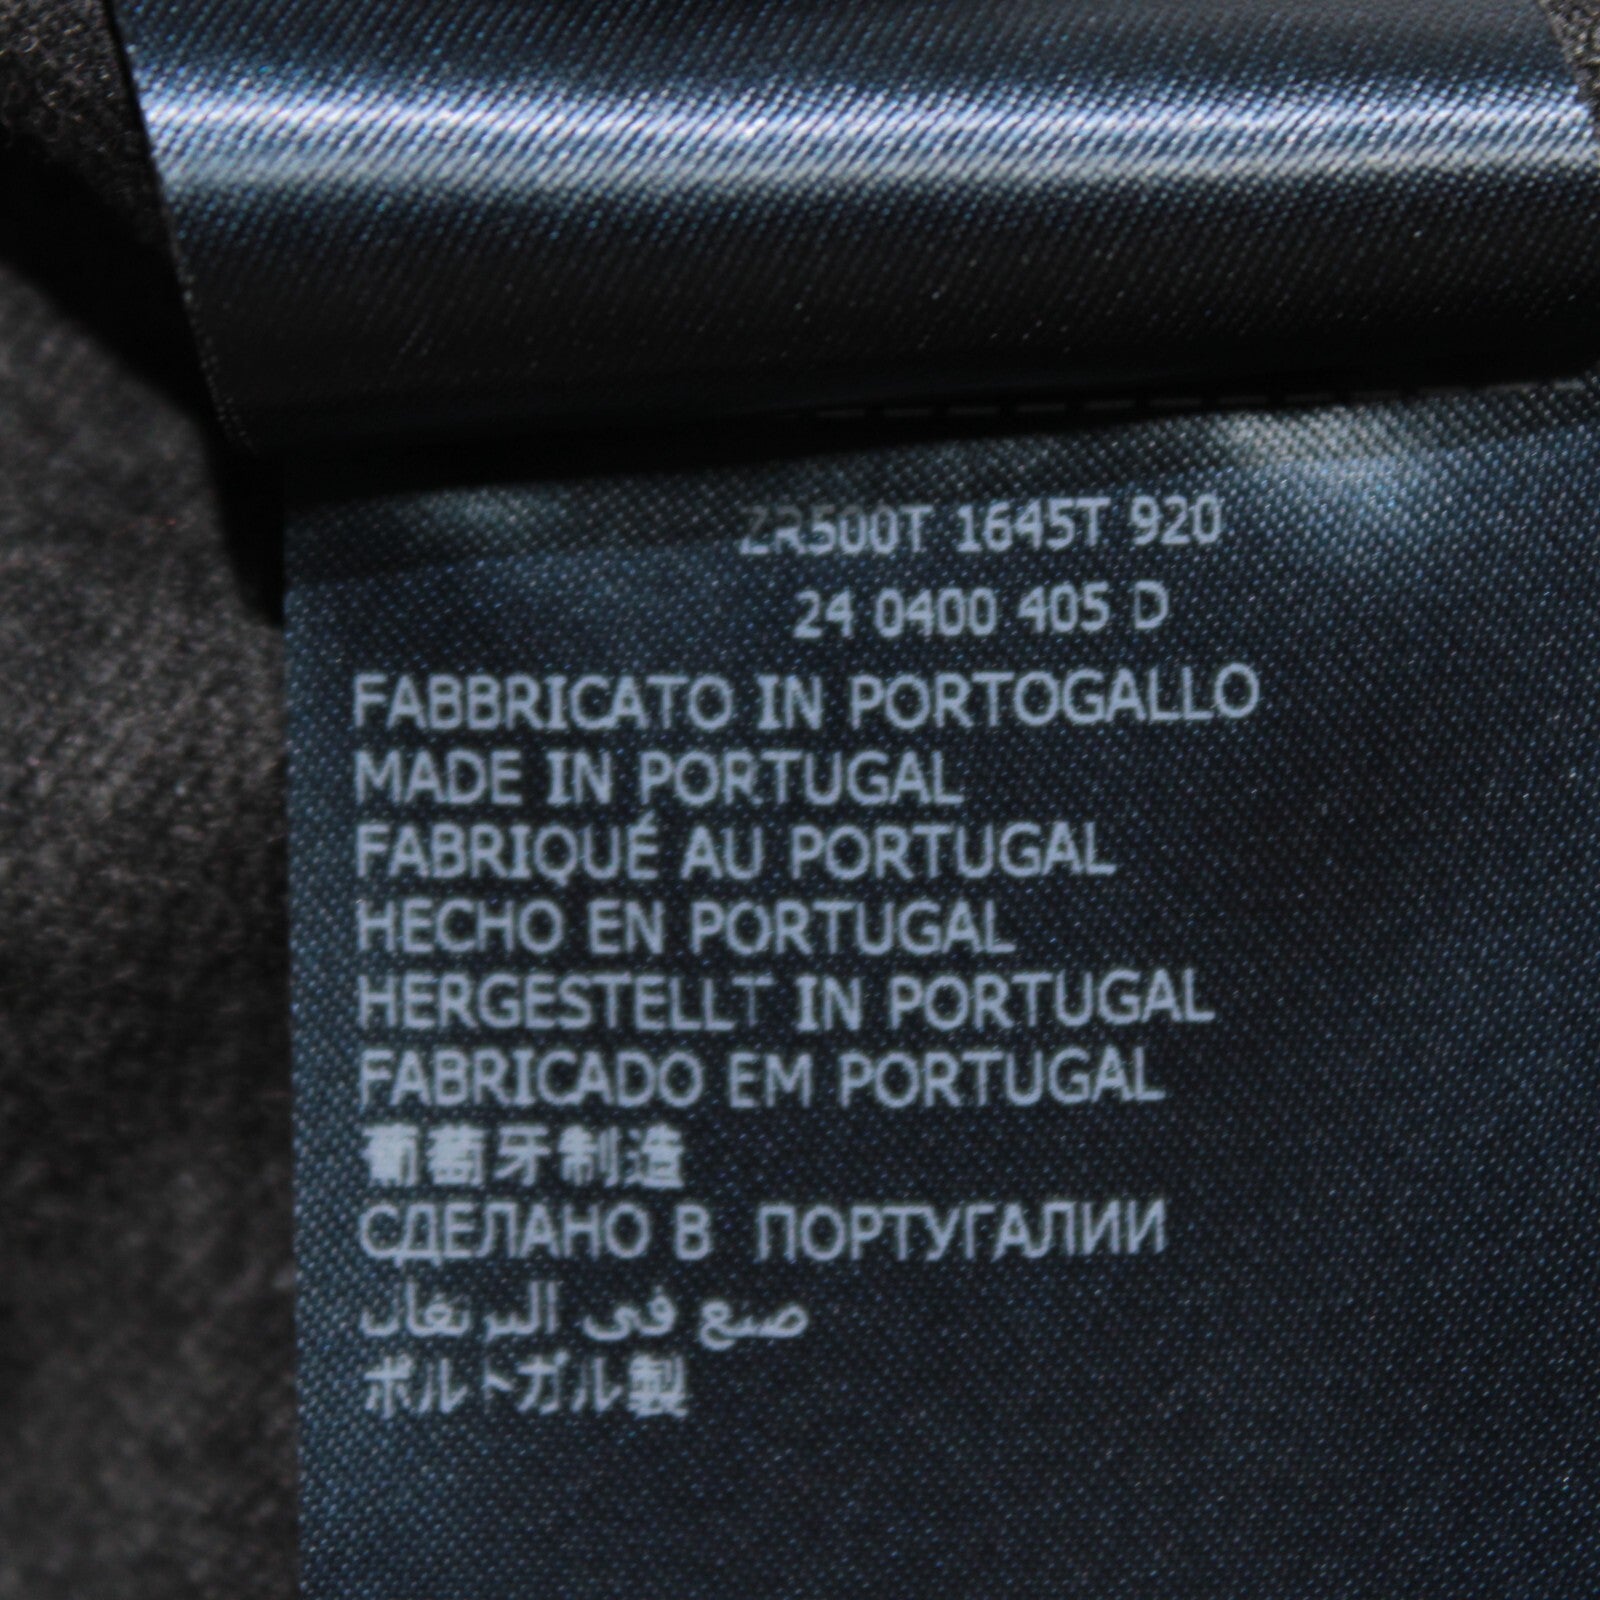 ZR500T 1645T 920
24 0400 405 D
FABBRICATO IN PORTOGALLO
MADE IN PORTUGAL
FABRIQUÉ AU PORTUGAL
HECHO EN PORTUGAL
HERGESTELLT IN PORTUGAL
FABRICADO EM PORTUGAL
葡萄牙制造
СДЕЛАНО В ПОРТУГАЛИИ
صنع في البرتغال
ポルトガル製